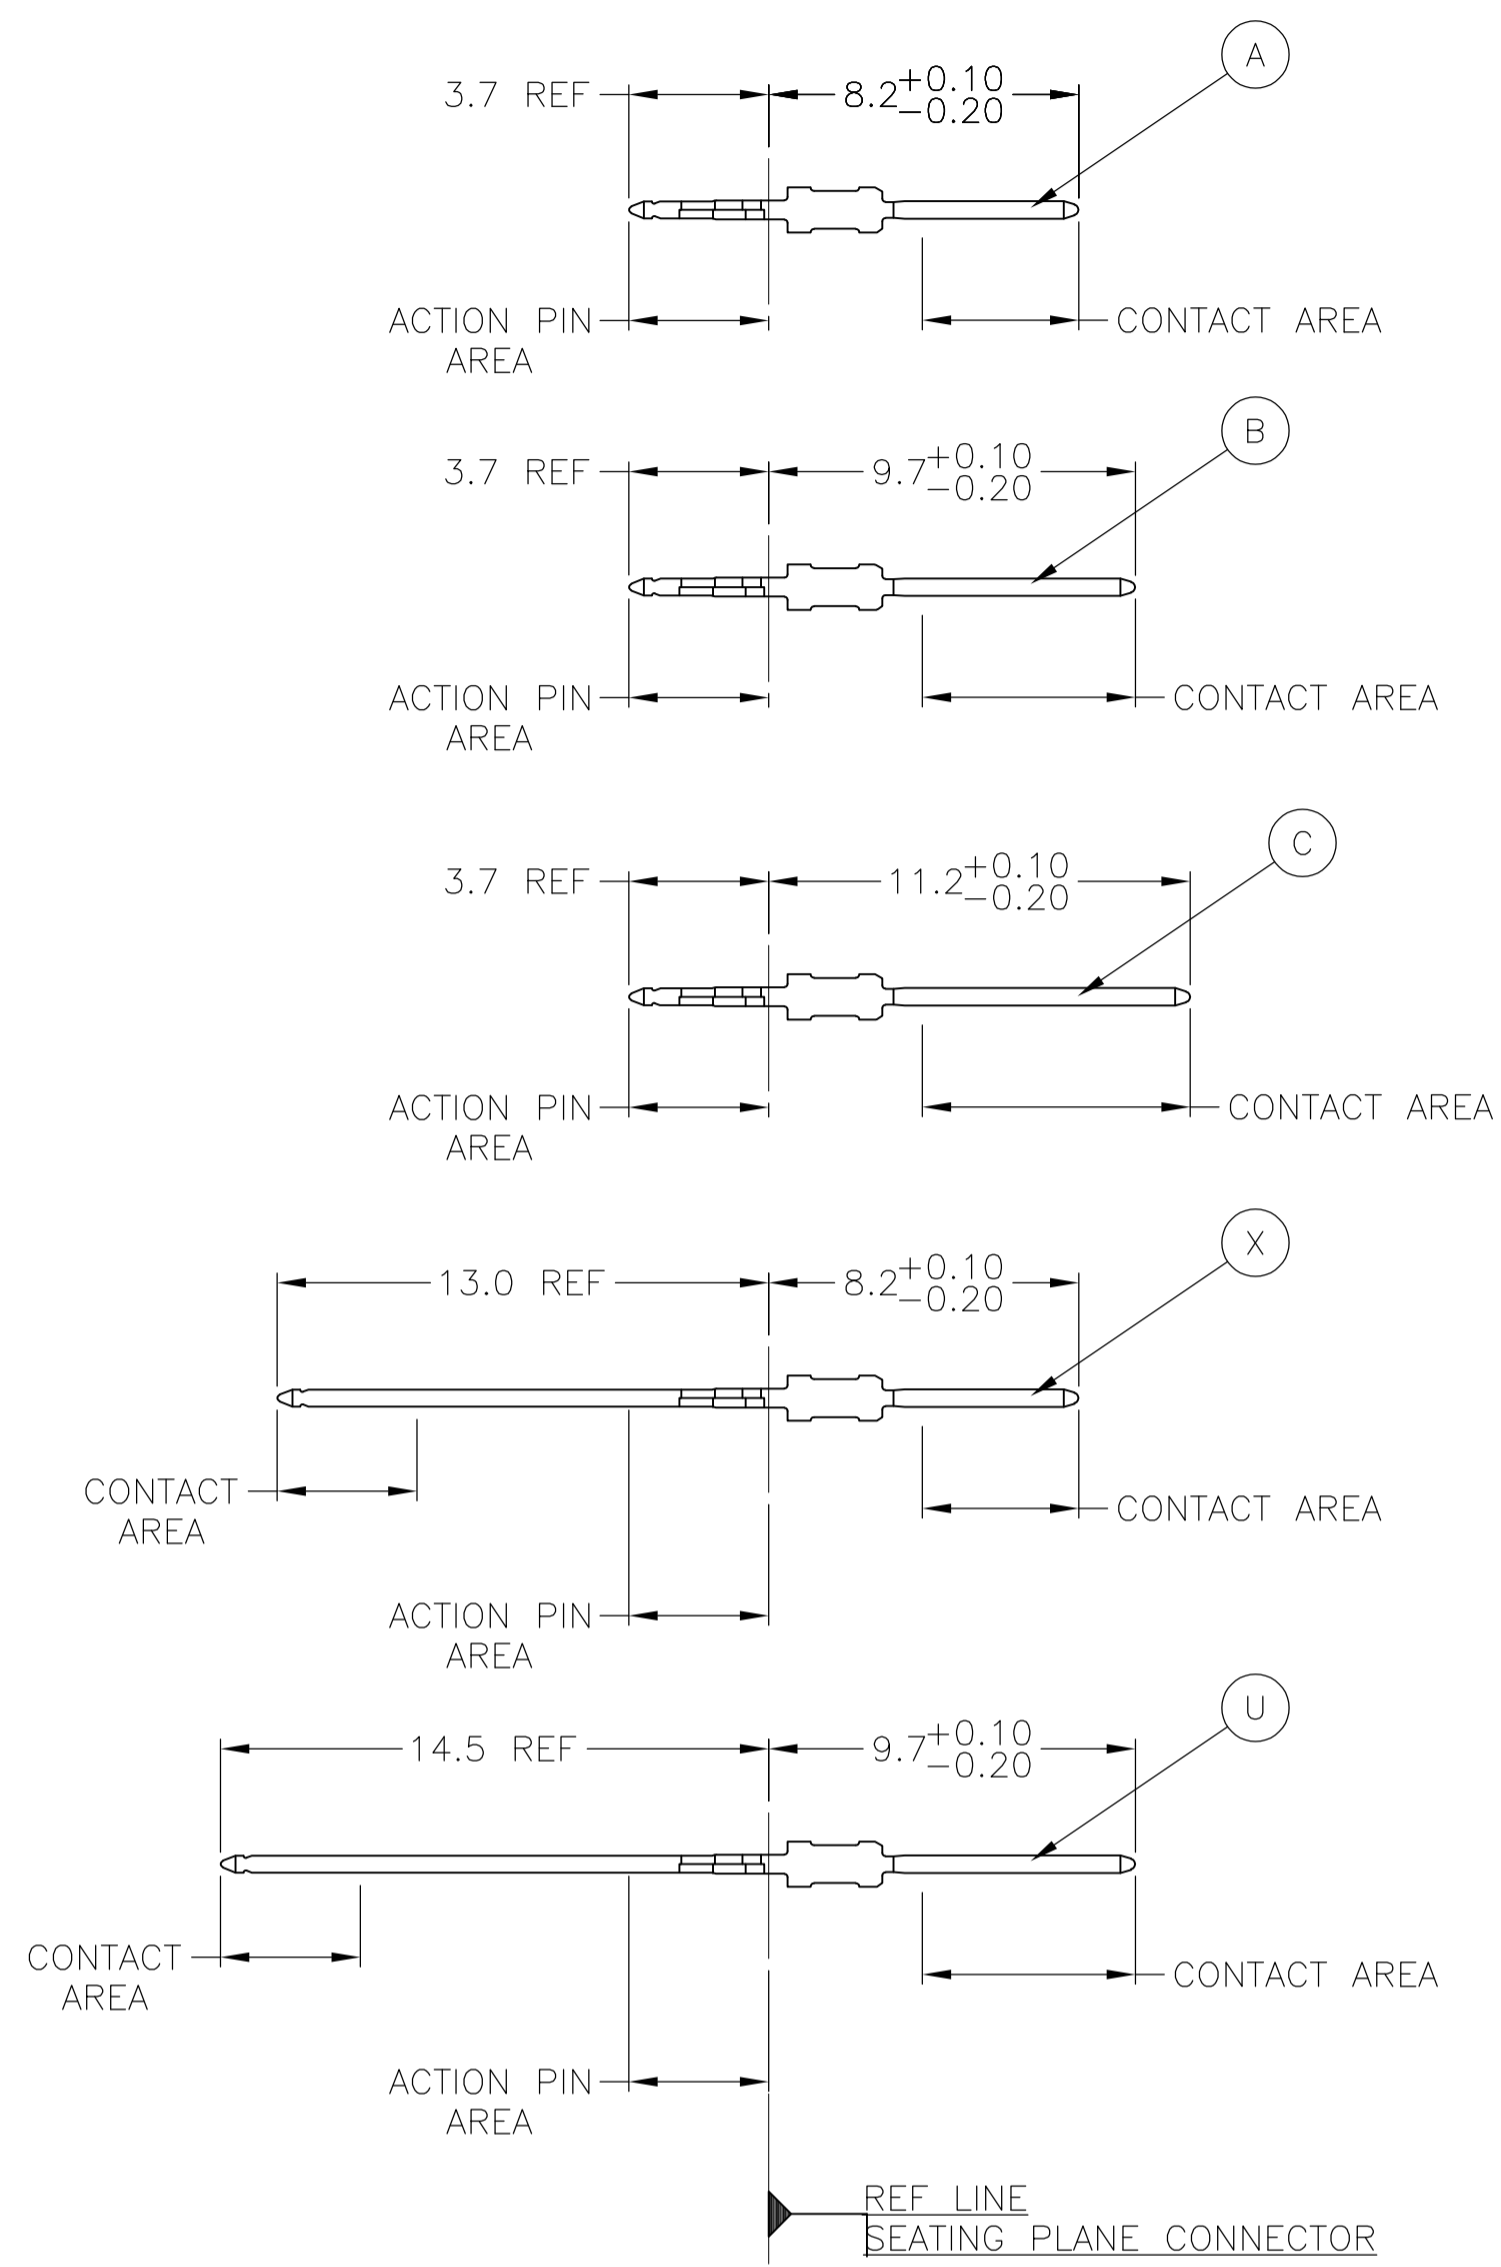 A
3.7 REF 8.2 +0.10 -0.20
ACTION PIN AREA
CONTACT AREA
B
3.7 REF 9.7 +0.10 -0.20
ACTION PIN AREA
CONTACT AREA
C
3.7 REF 11.2 +0.10 -0.20
ACTION PIN AREA
CONTACT AREA
X
13.0 REF 8.2 +0.10 -0.20
CONTACT AREA
CONTACT AREA
ACTION PIN AREA
U
14.5 REF 9.7 +0.10 -0.20
CONTACT AREA
CONTACT AREA
ACTION PIN AREA
REF LINE
SEATING PLANE CONNECTOR